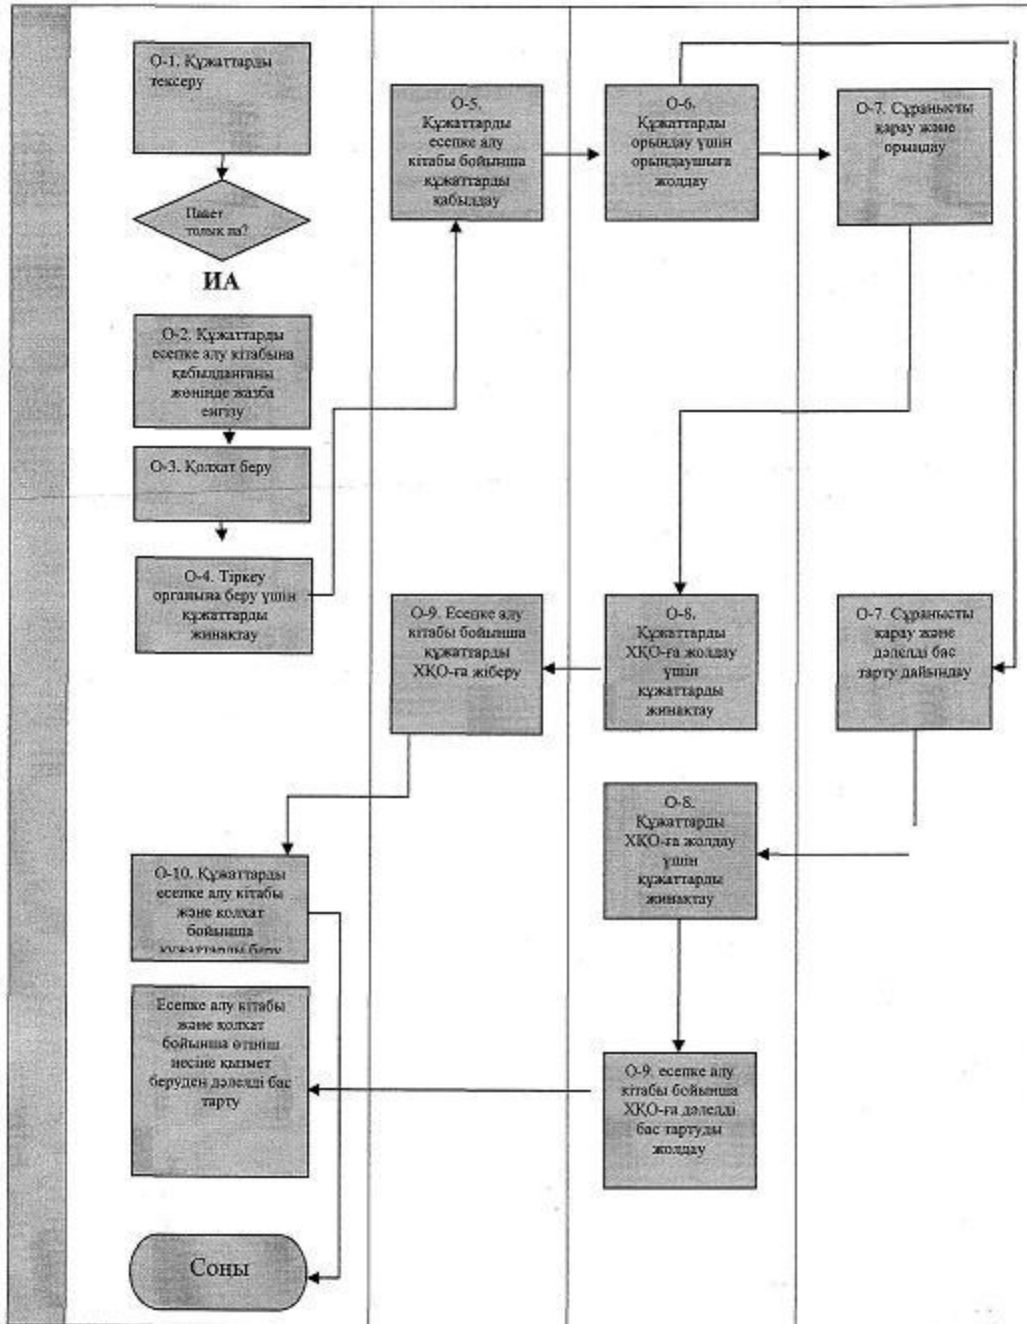 О-1. Құжаттарды
тексеру
Пакет
толық па?
ИА
О-2. Құжаттарды
есепке алу кітабына
қабылданғаны
жөнінде жазба
енгізу
О-3. Қолхат беру
О-4. Тіркеу
органына беру үшін
құжаттарды
жинақтау
О-5.
Құжаттарды
есепке алу
кітабы бойынша
құжаттарды
қабылдау
О-6.
Құжаттарды
орындау үшін
орындаушыға
жолдау
О-7. Сұранысты
қарау және
орындау
О-9. Есепке алу
кітабы бойынша
құжаттарды
ХҚО-ға жіберу
О-8.
Құжаттарды
ХҚО-ға жолдау
үшін
құжаттарды
жинақтау
О-7. Сұранысты
қарау және
дәлелді бас
тарту дайындау
О-8.
Құжаттарды
ХҚО-ға жолдау
үшін
құжаттарды
жинақтау
О-10. Құжаттарды
есепке алу кітабы
және қолхат
бойынша
құжаттарды беру
Есепке алу кітабы
және қолхат
бойынша өтініш
иесіне қызмет
беруден дәлелді бас
тарту
О-9. есепке алу
кітабы бойынша
ХҚО-ға дәлелді
бас тартуды
жолдау
Соңы